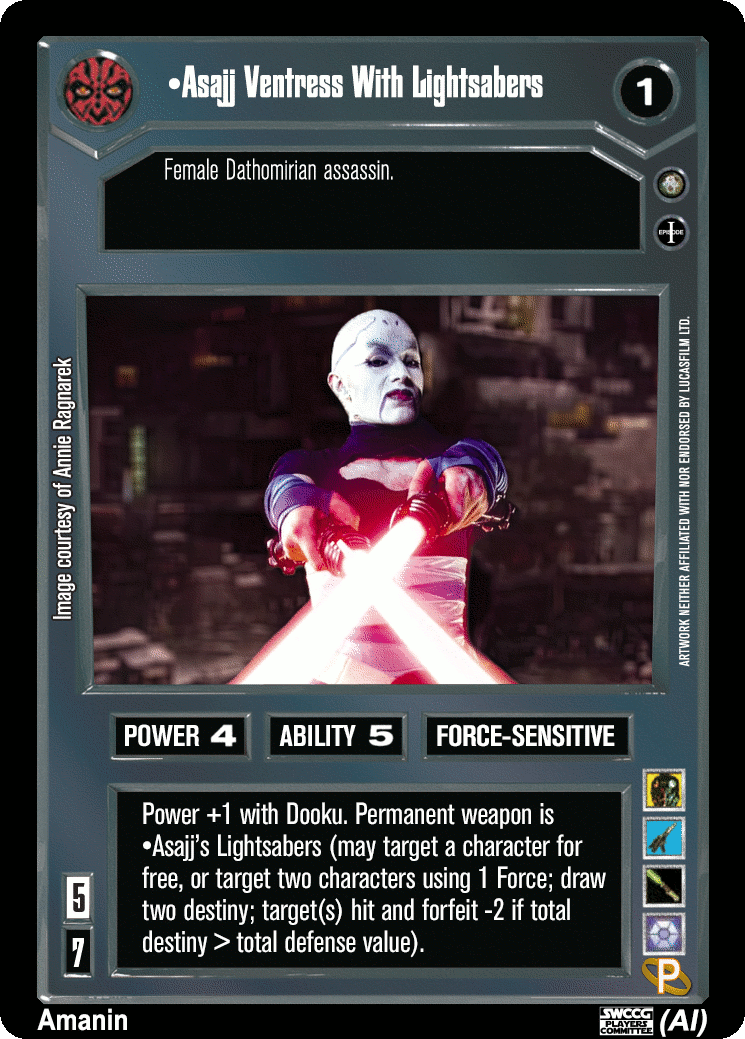 •Asajj Ventress With Lightsabers
1
Female Dathomirian assassin.
EPISODE
I
Image courtesy of Annie Ragnarek
ARTWORK NEITHER AFFILIATED WITH NOR ENDORSED BY LUCASFILM LTD.
POWER 4
ABILITY 5
FORCE-SENSITIVE
Power +1 with Dooku. Permanent weapon is
•Asajj's Lightsabers (may target a character for
free, or target two characters using 1 Force; draw
two destiny; target(s) hit and forfeit -2 if total
destiny > total defense value).
5
7
P
Amanin
SWCCG
PLAYERS
COMMITTEE
(AI)